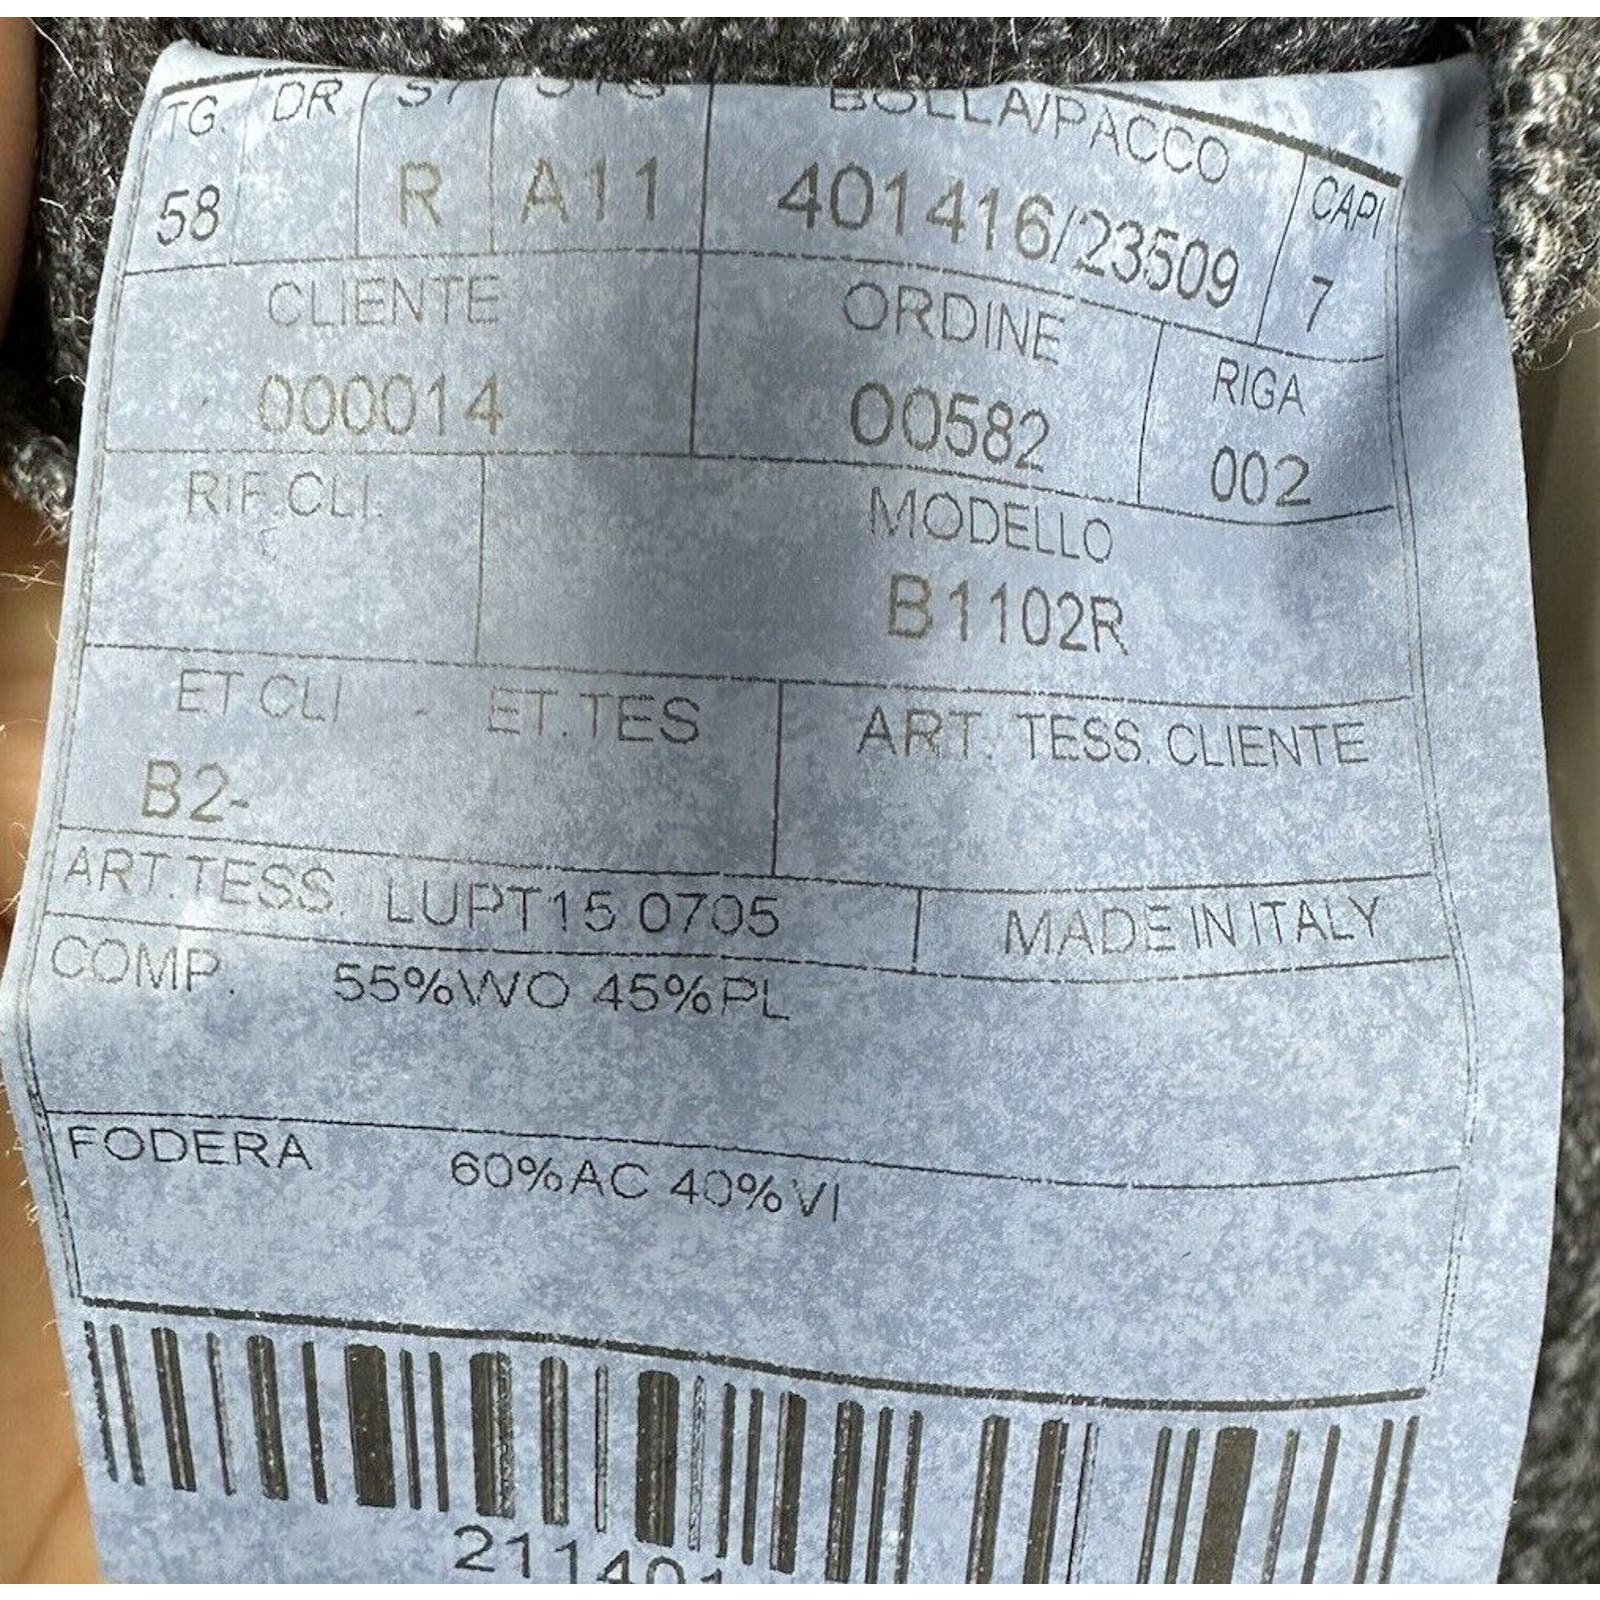 TG. DR ST STG BOLLA/PACCO CAPI
58 R A11 401416/23509 7
CLIENTE ORDINE RIGA
000014 00582 002
RIF.CLI. MODELLO
B1102R
ET CLI - ET.TES ART. TESS. CLIENTE
B2-
ART.TESS. LUPT15 0705 MADE IN ITALY
COMP. 55%WO 45%PL
FODERA 60%AC 40%VI